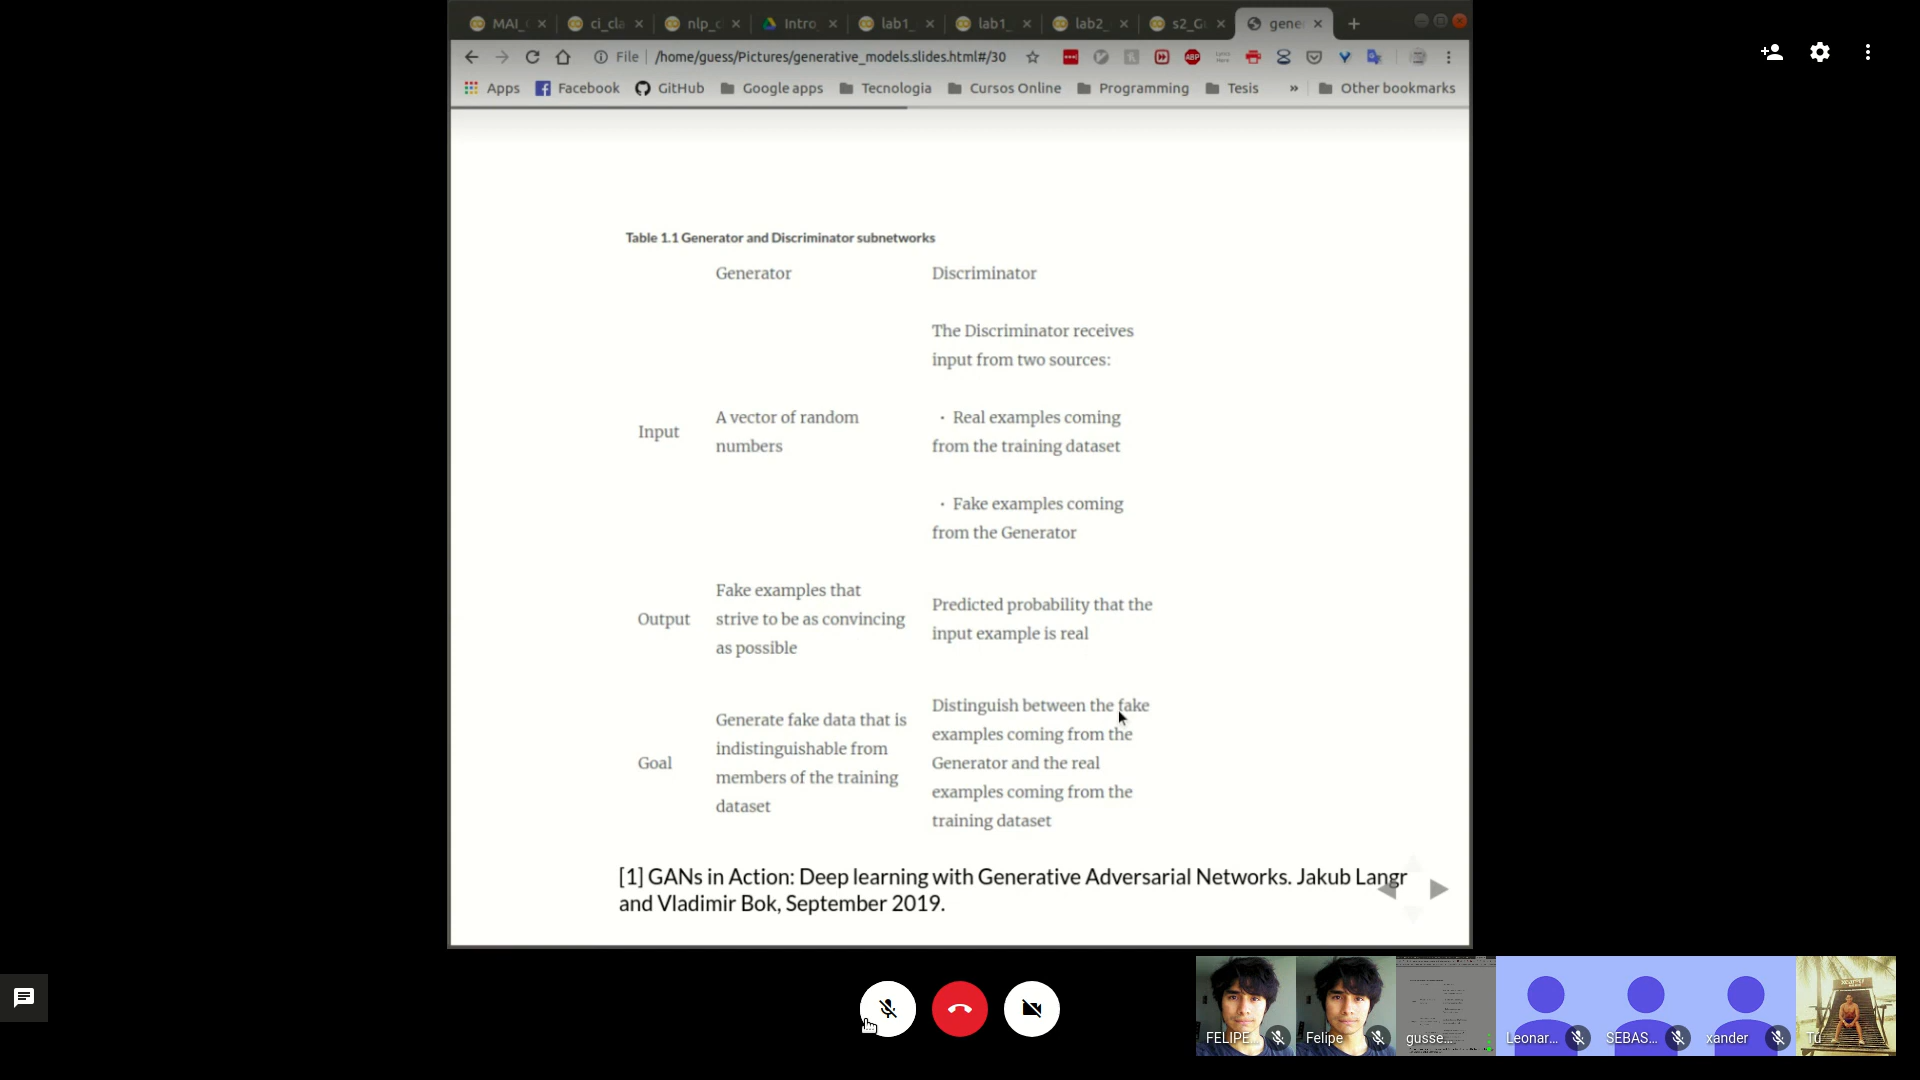 MAI_
ci_cla
nlp_c
Intro
lab1_
lab1_
lab2_
s2_G
gene
File
/home/guess/Pictures/generative_models.slides.html#/30
Apps
Facebook
GitHub
Google apps
Tecnologia
Cursos Online
Programming
Tesis
»
Other bookmarks
Table 1.1 Generator and Discriminator subnetworks
Generator
Discriminator
Input
A vector of random
numbers
The Discriminator receives
input from two sources:
· Real examples coming
from the training dataset
· Fake examples coming
from the Generator
Output
Fake examples that
strive to be as convincing
as possible
Predicted probability that the
input example is real
Goal
Generate fake data that is
indistinguishable from
members of the training
dataset
Distinguish between the fake
examples coming from the
Generator and the real
examples coming from the
training dataset
[1] GANs in Action: Deep learning with Generative Adversarial Networks. Jakub Langr
and Vladimir Bok, September 2019.
FELIPE...
Felipe
gusse...
Leonar...
SEBAS...
xander
Tú